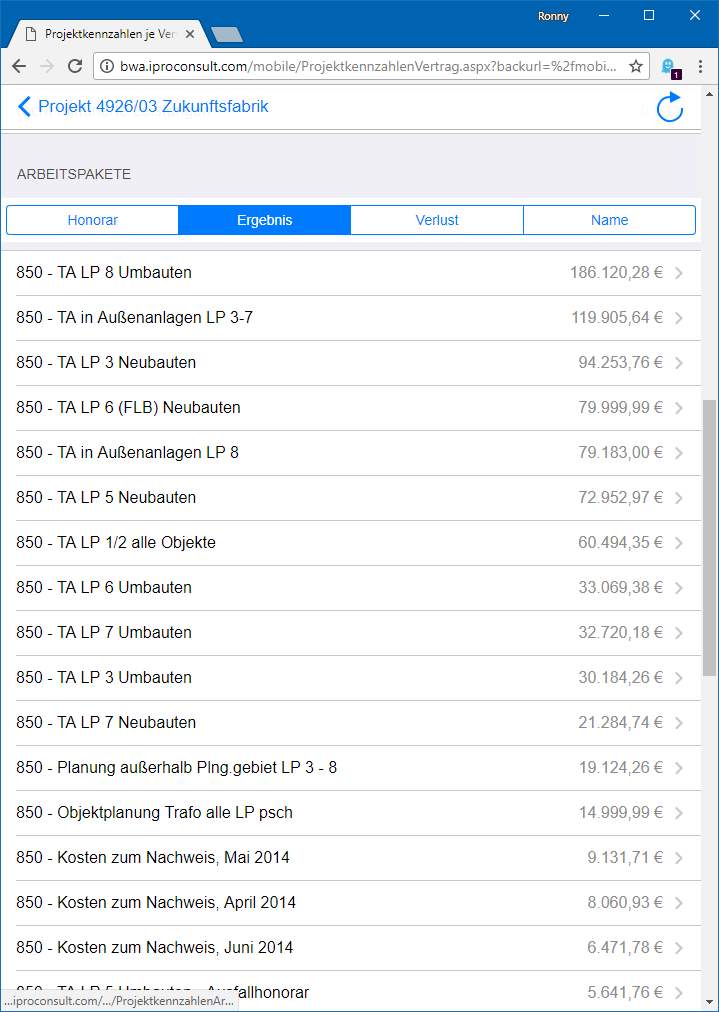 Ronny
Projektkennzahlen je Ver
bwa.iproconsult.com/mobile/ProjektkennzahlenVertrag.aspx?backurl=%2fmobi...
1
Projekt 4926/03 Zukunftsfabrik
ARBEITSPAKETE
Honorar Ergebnis Verlust Name
850 - TA LP 8 Umbauten 186.120,28 €
850 - TA in Außenanlagen LP 3-7 119.905,64 €
850 - TA LP 3 Neubauten 94.253,76 €
850 - TA LP 6 (FLB) Neubauten 79.999,99 €
850 - TA in Außenanlagen LP 8 79.183,00 €
850 - TA LP 5 Neubauten 72.952,97 €
850 - TA LP 1/2 alle Objekte 60.494,35 €
850 - TA LP 6 Umbauten 33.069,38 €
850 - TA LP 7 Umbauten 32.720,18 €
850 - TA LP 3 Umbauten 30.184,26 €
850 - TA LP 7 Neubauten 21.284,74 €
850 - Planung außerhalb Plng.gebiet LP 3 - 8 19.124,26 €
850 - Objektplanung Trafo alle LP psch 14.999,99 €
850 - Kosten zum Nachweis, Mai 2014 9.131,71 €
850 - Kosten zum Nachweis, April 2014 8.060,93 €
850 - Kosten zum Nachweis, Juni 2014 6.471,78 €
850 - TA LP 5 Umbauten - Ausfallhonorar 5.641,76 €
...iproconsult.com/.../ProjektkennzahlenAr...